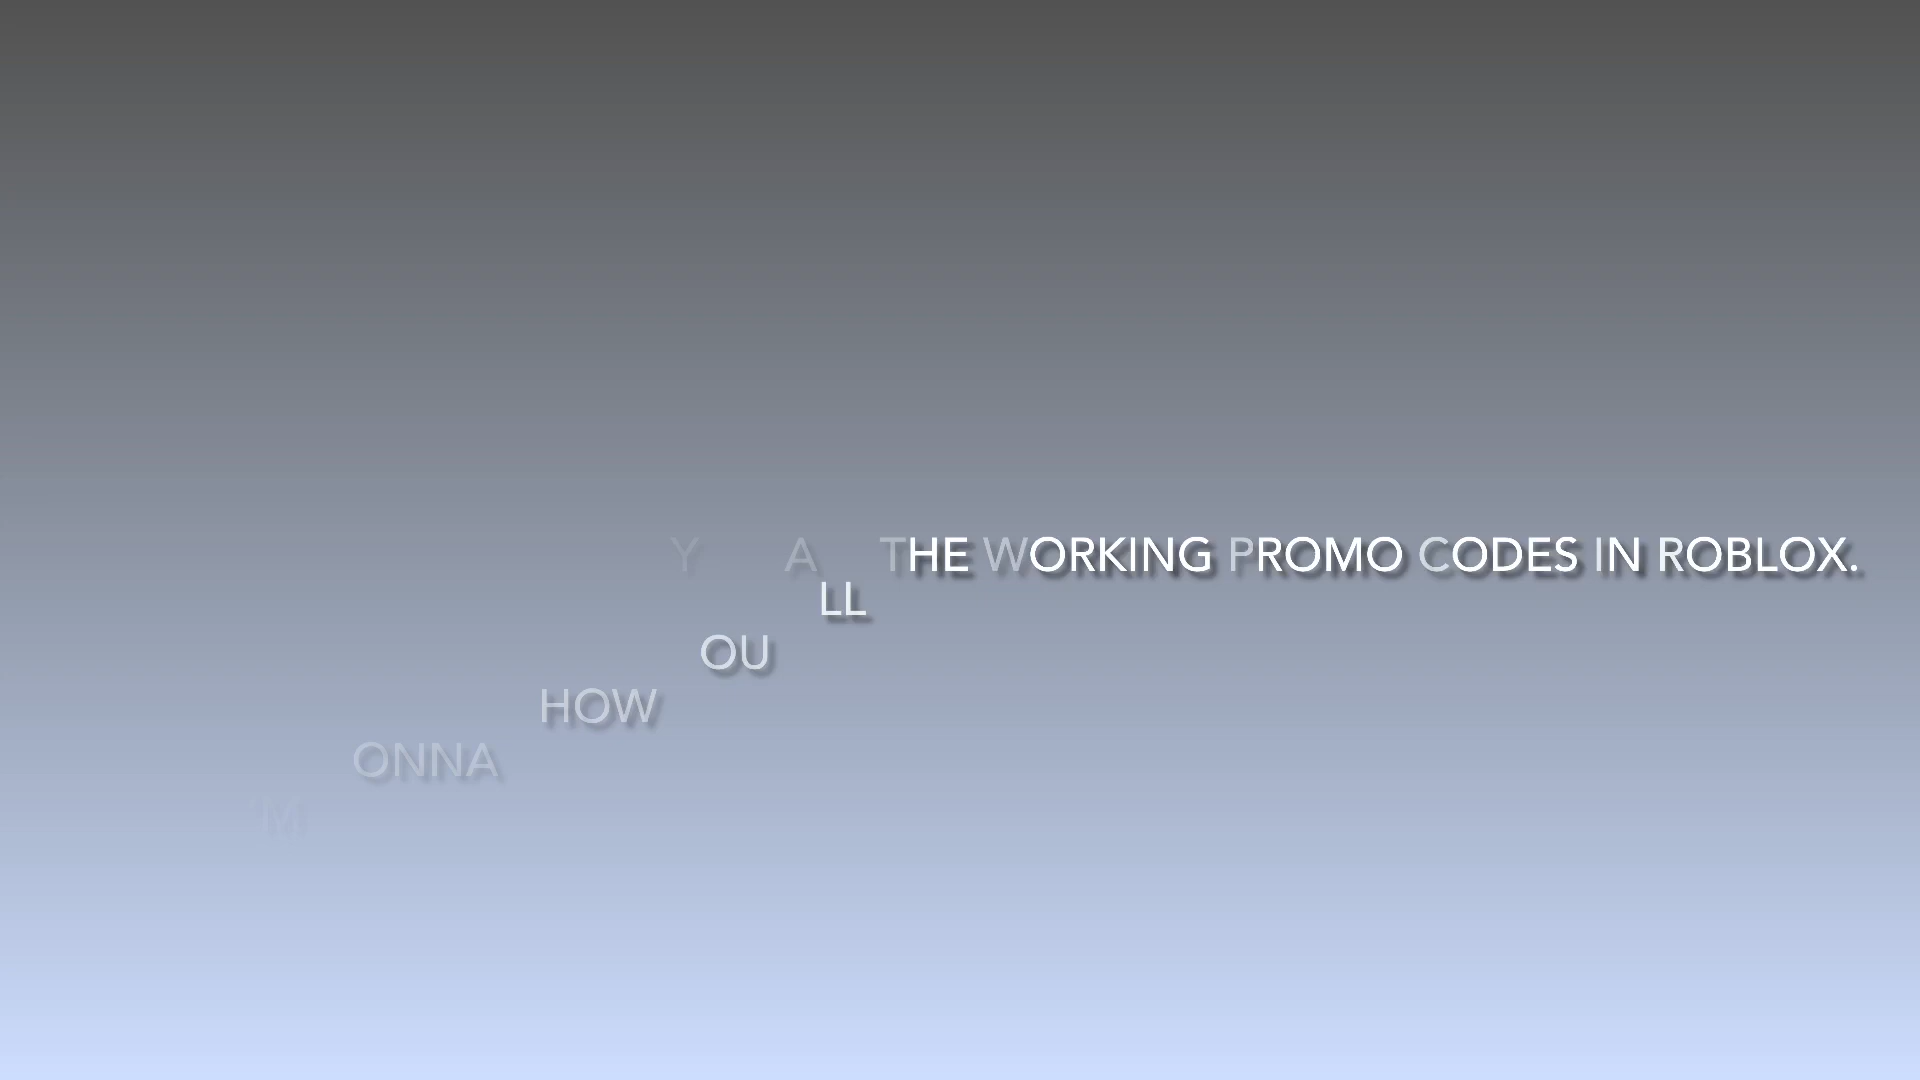 Y A THE WORKING PROMO CODES IN ROBLOX.
LL
OU
HOW
ONNA
'M